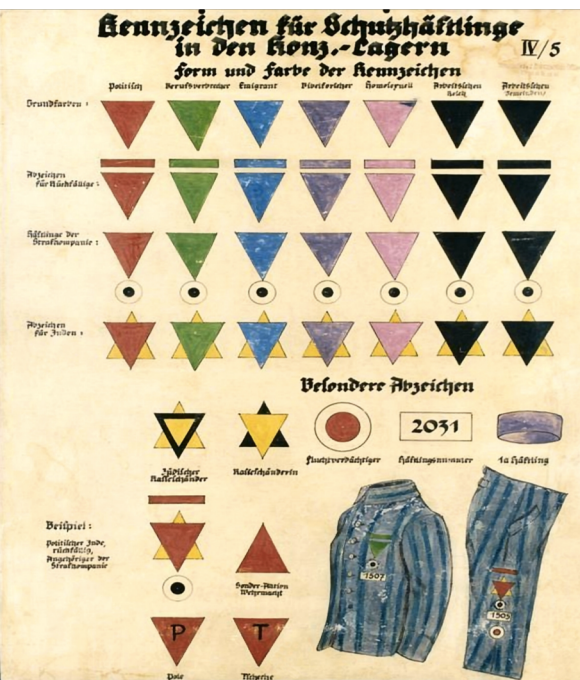 Kennzeichen für Schutzhäftlinge
in den Konz.-Lagern
IV/5
Form und Farbe der Kennzeichen
Politisch Berufsverbrecher Emigrant Bibelforscher Homosexuell Arbeitsscheu Reich Arbeitsscheu
Grundfarben:
Abzeichen
für Rückfällige:
Häftlinge der
Strafkompanie:
Abzeichen
für Juden:
Besondere Abzeichen
2031
Jüdischer
Rasseschänder
Rasseschänderin
Fluchtverdächtiger
Häftlingsnummer
1a Häftling
Beispiel:
Politischer Jude,
rückfällig,
Angehöriger der
Strafkompanie
Sonder-Aktion
Wehrmacht
1507
1505
P
T
Pole
Tscheche